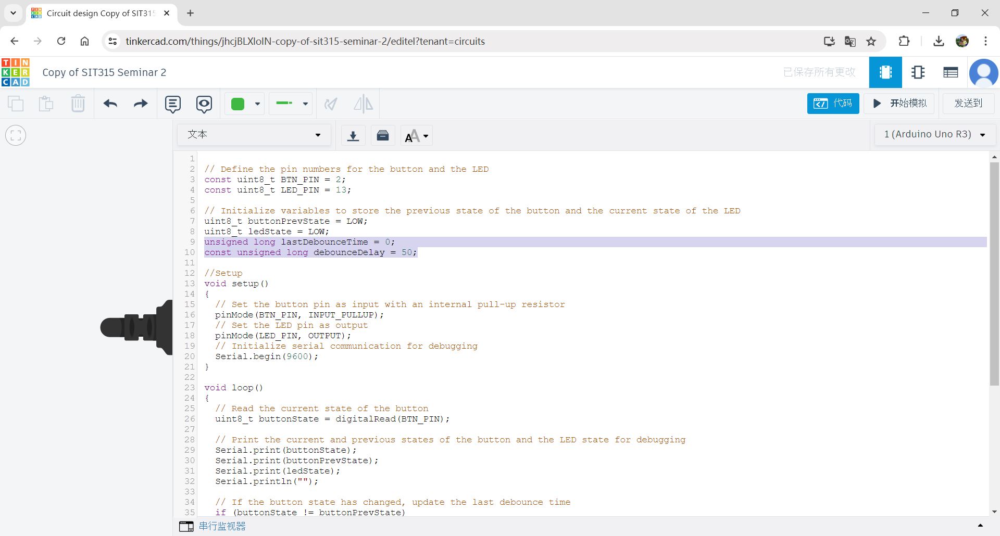 Circuit design Copy of SIT315
tinkercad.com/things/jhcjBLXloIN-copy-of-sit315-seminar-2/editel?tenant=circuits
TIN
KER
CAD
Copy of SIT315 Seminar 2
已保存所有更改
代码
开始模拟
发送到
文本
1 (Arduino Uno R3)
1
2 // Define the pin numbers for the button and the LED
3 const uint8_t BTN_PIN = 2;
4 const uint8_t LED_PIN = 13;
5
6 // Initialize variables to store the previous state of the button and the current state of the LED
7 uint8_t buttonPrevState = LOW;
8 uint8_t ledState = LOW;
9 unsigned long lastDebounceTime = 0;
10 const unsigned long debounceDelay = 50;
11
12 //Setup
13 void setup()
14 {
15 // Set the button pin as input with an internal pull-up resistor
16 pinMode(BTN_PIN, INPUT_PULLUP);
17 // Set the LED pin as output
18 pinMode(LED_PIN, OUTPUT);
19 // Initialize serial communication for debugging
20 Serial.begin(9600);
21 }
22
23 void loop()
24 {
25 // Read the current state of the button
26 uint8_t buttonState = digitalRead(BTN_PIN);
27
28 // Print the current and previous states of the button and the LED state for debugging
29 Serial.print(buttonState);
30 Serial.print(buttonPrevState);
31 Serial.print(ledState);
32 Serial.println("");
33
34 // If the button state has changed, update the last debounce time
35 if (buttonState != buttonPrevState)
串行监视器